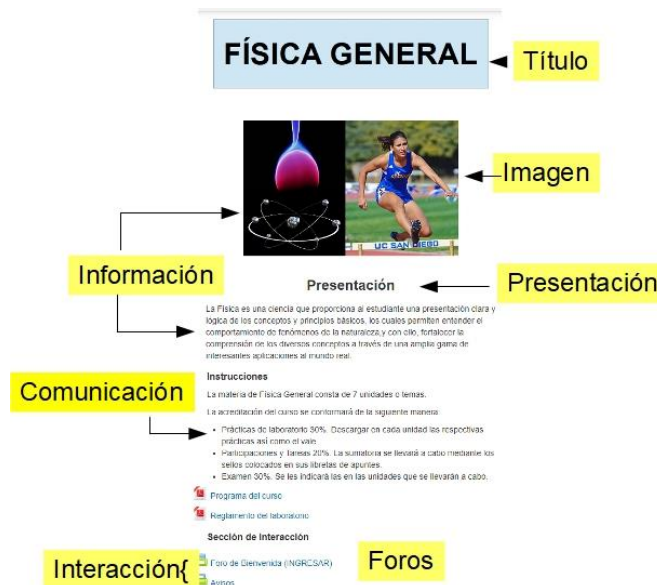 FÍSICA GENERAL
Título
Imagen
UC SAN DIEGO
Información
Presentación
Presentación
La Física es una ciencia que proporciona al estudiante una presentación clara y
lógica de los conceptos y principios básicos, los cuales permiten entender el
comportamiento de fenómenos de la naturaleza y con ello, fortalecer la
comprensión de los diversos conceptos a través de una amplia gama de
interesantes aplicaciones al mundo real.
Instrucciones
Comunicación
La materia de Física General consta de 7 unidades o temas.
La acreditación del curso se conformará de la siguiente manera
• Prácticas de laboratorio 50%. Descargar en cada unidad las respectivas
prácticas así como el vale
• Participaciones y Tareas 20%. La sumatoria se llevará a cabo mediante los
sellos colocados en sus libretas de apuntes.
• Examen 30%. Se les indicará las en las unidades que se llevarán a cabo.
Programa del curso
Reglamento del laboratorio
Sección de Interacción
Interacción{
Foro de Bienvenida (INGRESAR)
Foros
Avisos